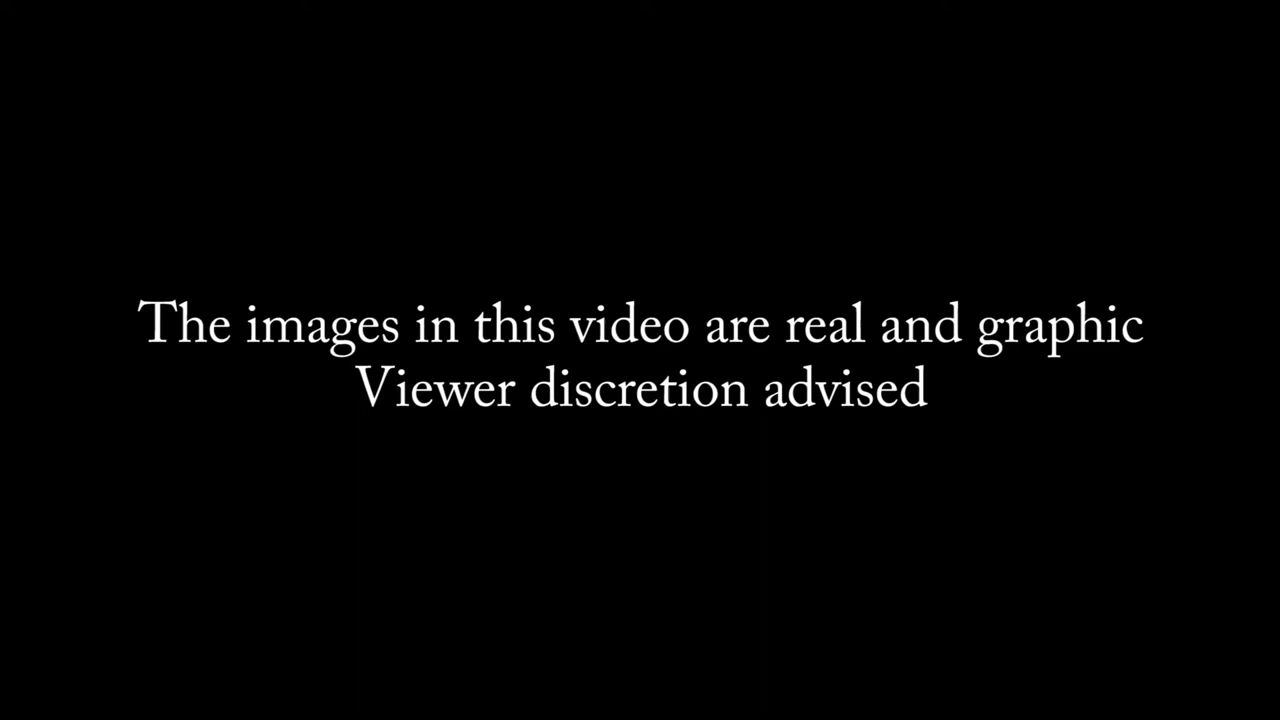 The images in this video are real and graphic
Viewer discretion advised